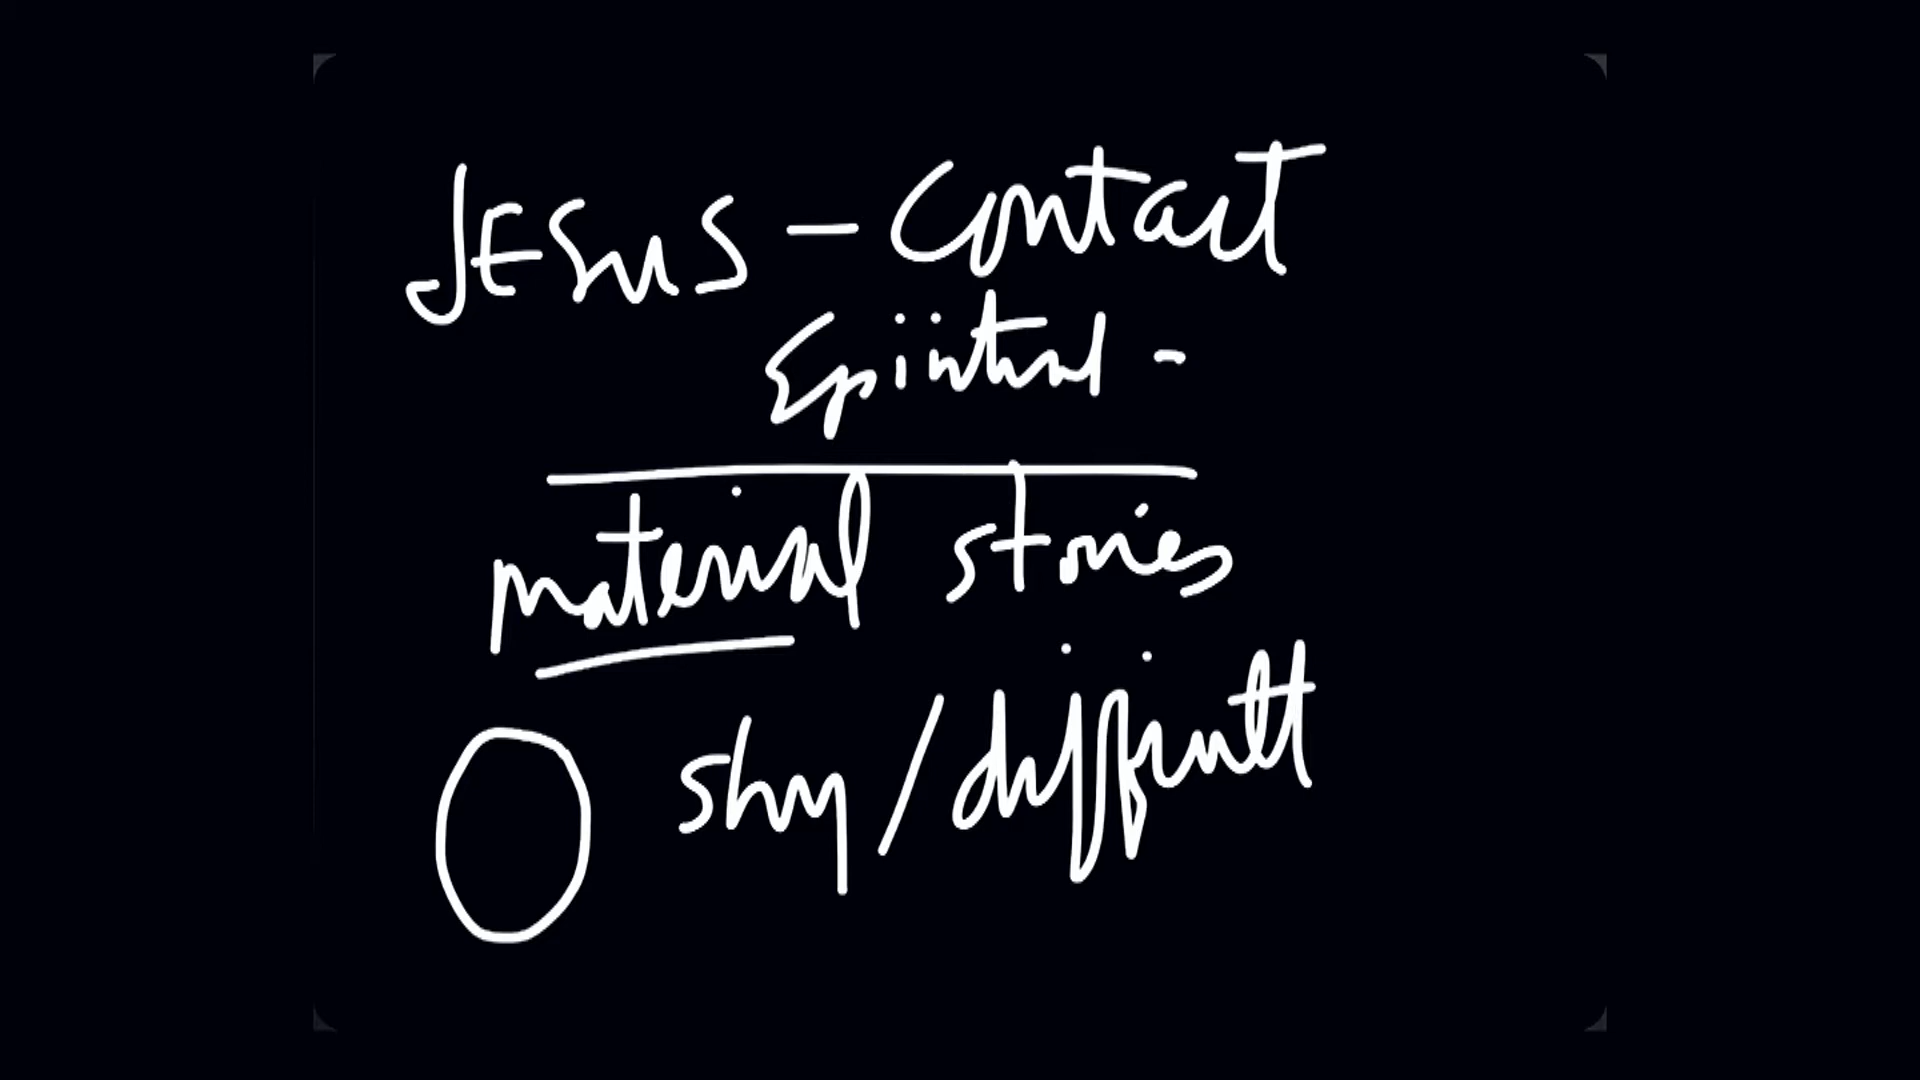 JESUS - Contact
Spiritual -
material stories
shy/difficult